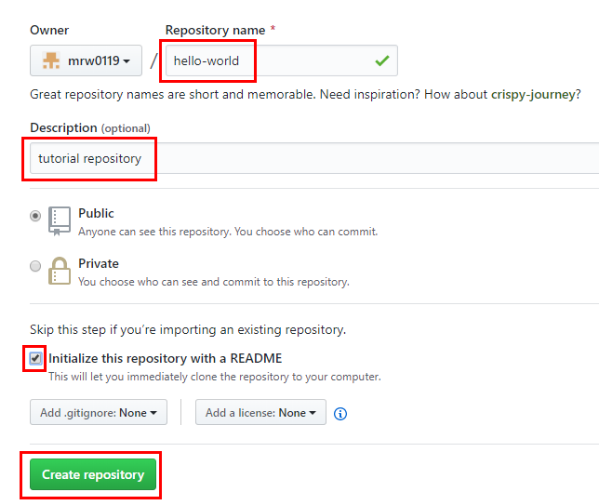 Owner
Repository name *
mrw0119 / hello-world
Great repository names are short and memorable. Need inspiration? How about crispy-journey?
Description (optional)
tutorial repository
Public
Anyone can see this repository. You choose who can commit.
Private
You choose who can see and commit to this repository.
Skip this step if you’re importing an existing repository.
Initialize this repository with a README
This will let you immediately clone the repository to your computer.
Add .gitignore: None
Add a license: None
Create repository